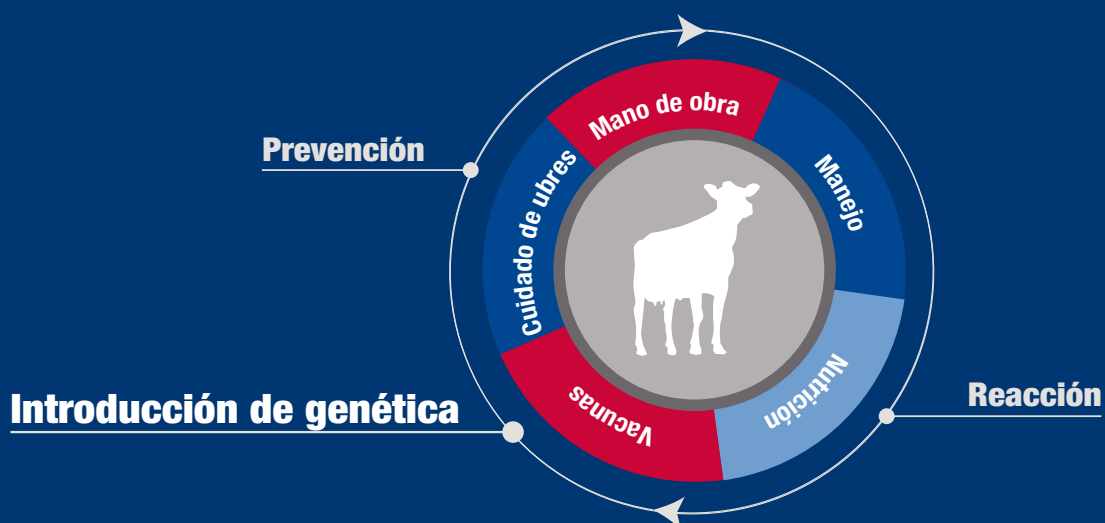 Mano de obra
Prevención
Manejo
Cuidado de ubres
Nutrición
Reacción
Introducción de genética
Vacunas